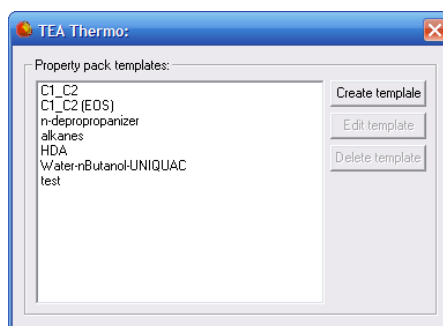 TEA Thermo:
Property pack templates:
C1_C2
C1_C2 (EOS)
n-depropropanizer
alkanes
HDA
Water-nButanol-UNIQUAC
test
Create template
Edit template
Delete template